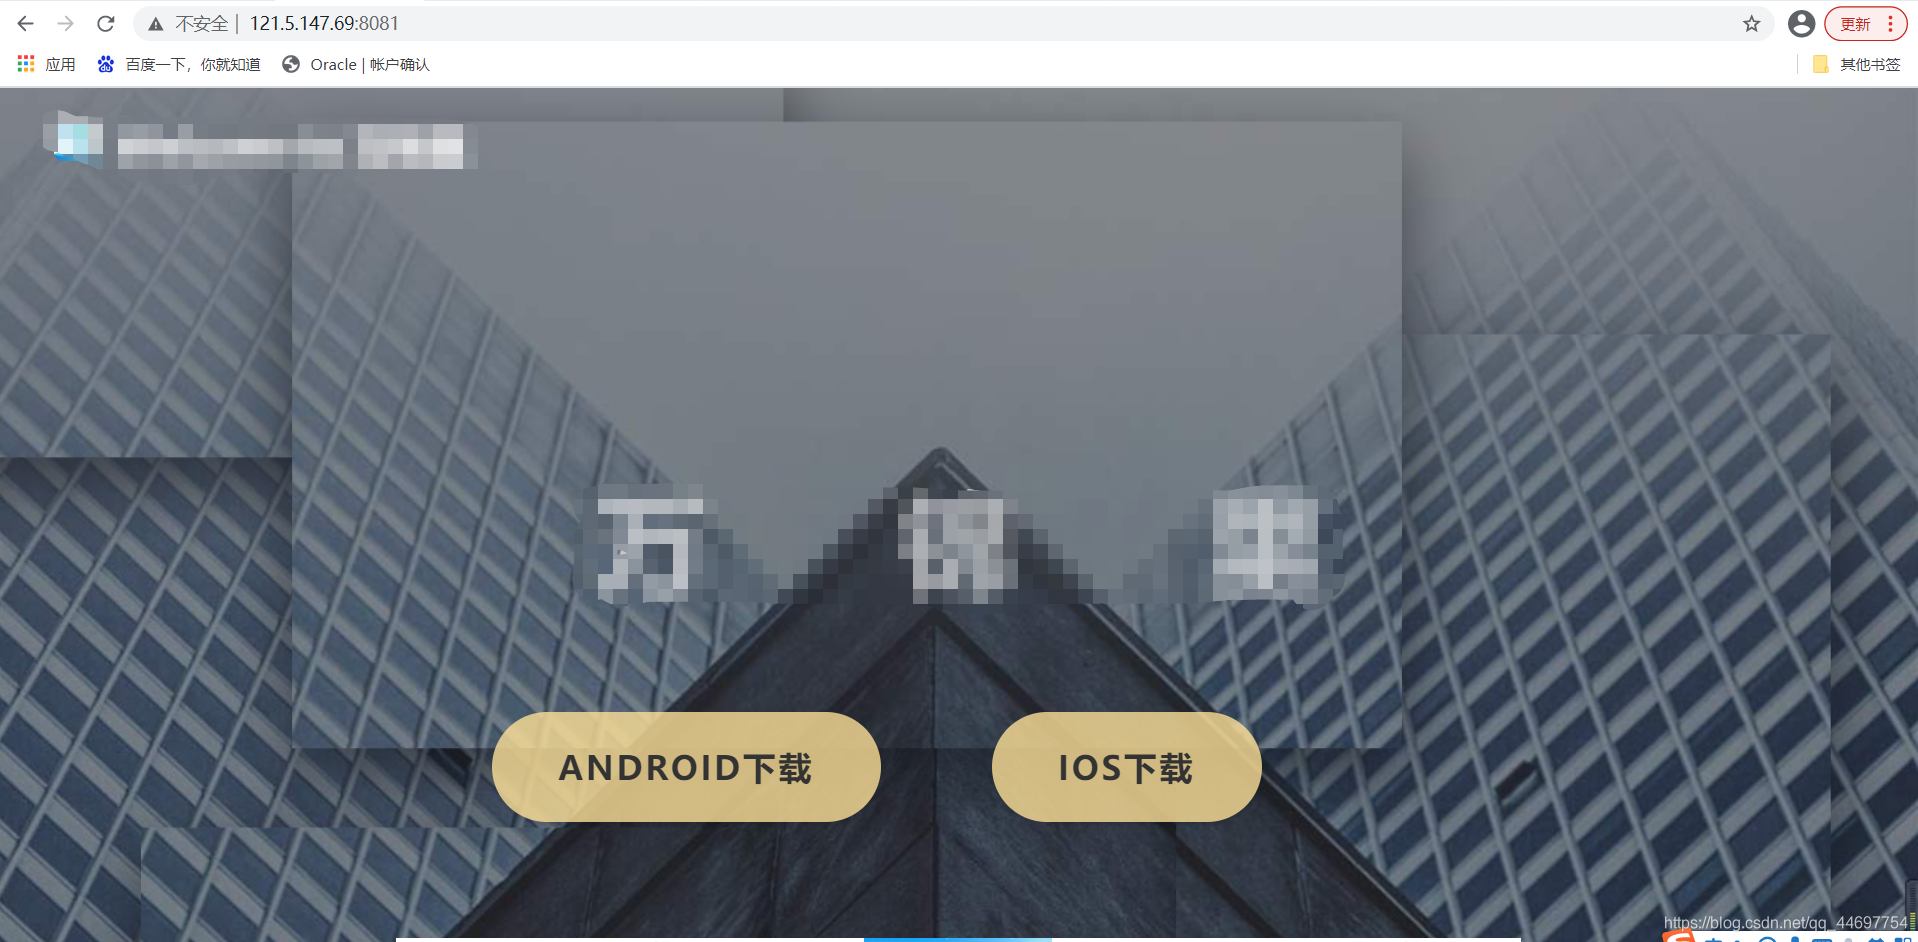 不安全 | 121.5.147.69:8081
更新
应用 百度一下，你就知道 Oracle | 帐户确认 其他书签
ANDROID下载 IOS下载
https://blog.csdn.net/qq_44697754